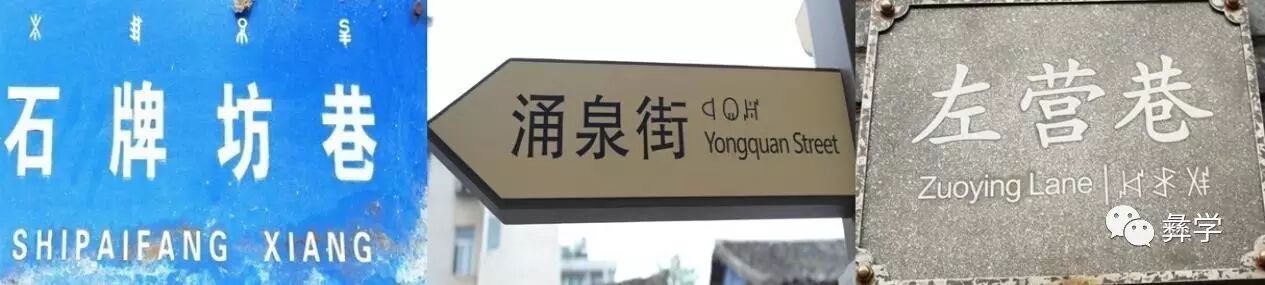 石牌坊巷
SHIPAIFANG XIANG
涌泉街
Yongquan Street
左营巷
Zuoying Lane |
彝学